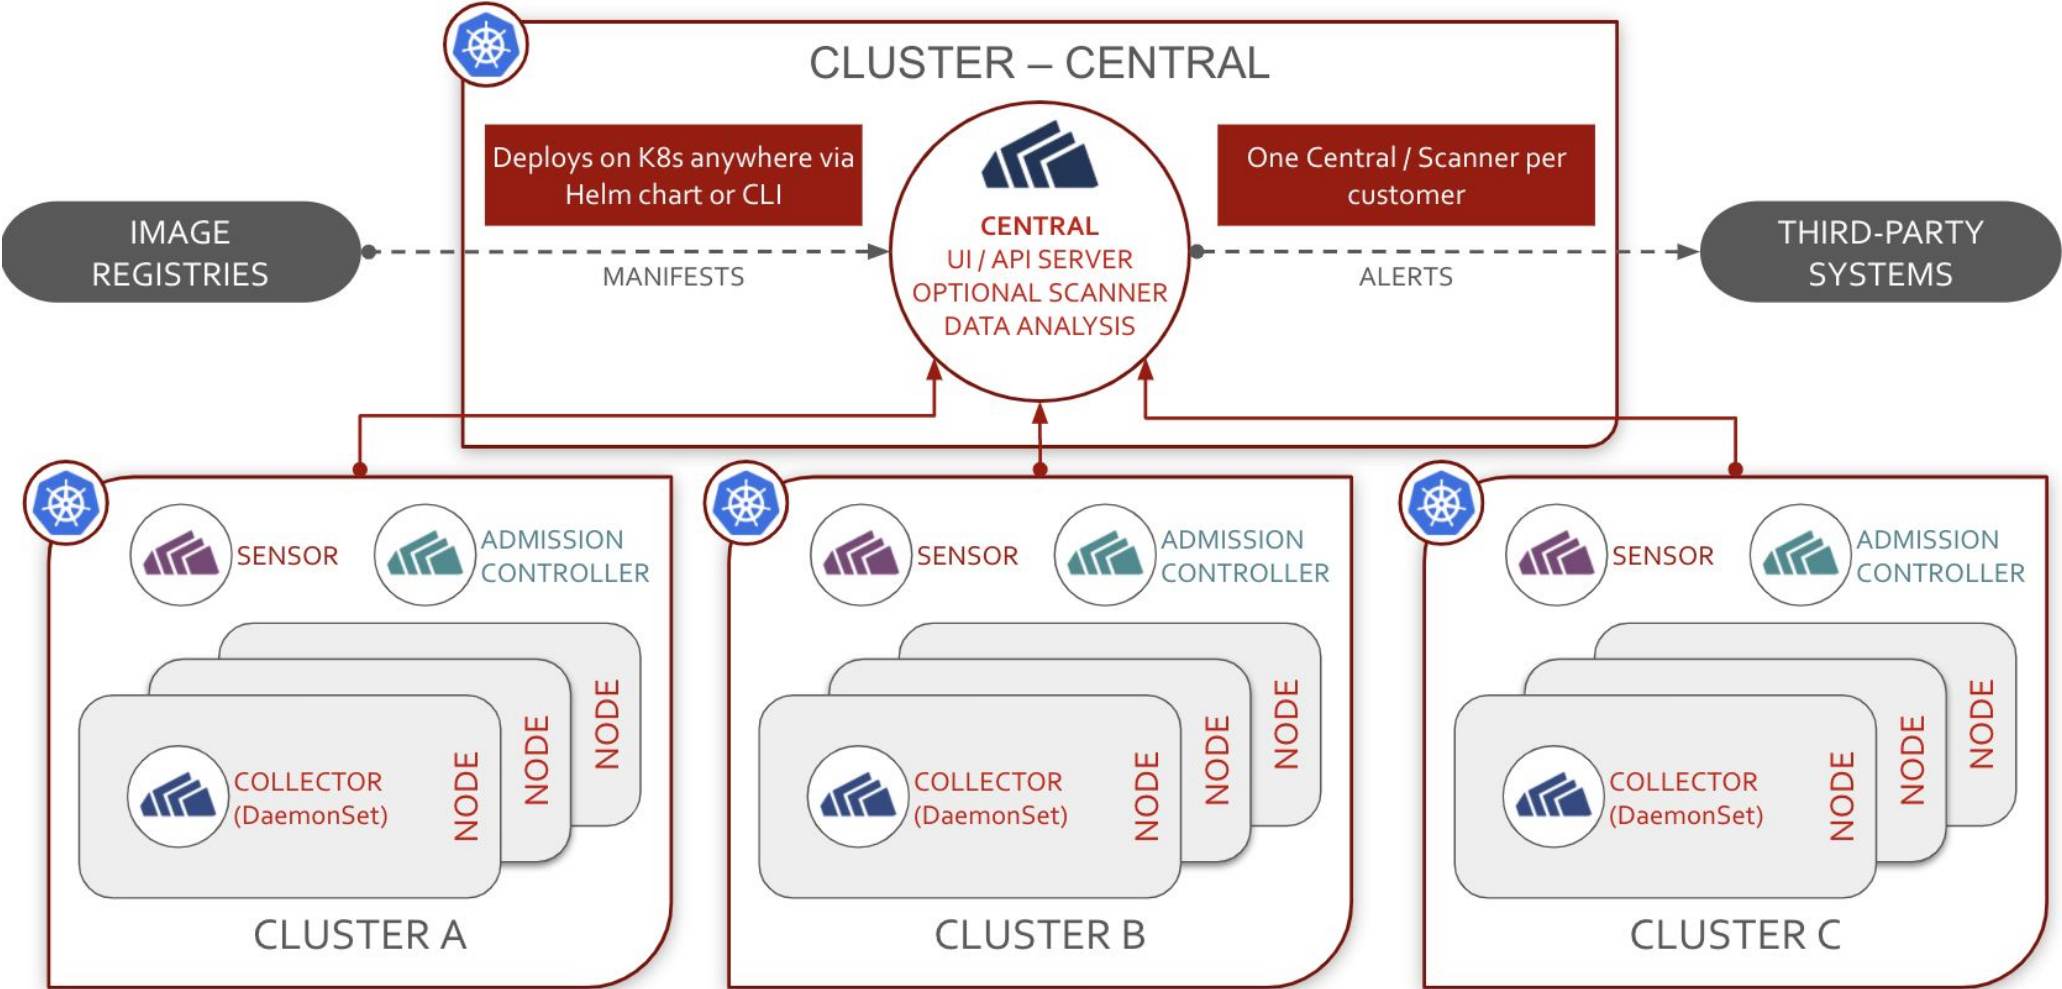 CLUSTER – CENTRAL
Deploys on K8s anywhere via
Helm chart or CLI
One Central / Scanner per
customer
IMAGE
REGISTRIES
MANIFESTS
CENTRAL
UI / API SERVER
OPTIONAL SCANNER
DATA ANALYSIS
ALERTS
THIRD-PARTY
SYSTEMS
SENSOR
ADMISSION
CONTROLLER
COLLECTOR
(DaemonSet)
NODE
NODE
NODE
CLUSTER A
SENSOR
ADMISSION
CONTROLLER
COLLECTOR
(DaemonSet)
NODE
NODE
NODE
CLUSTER B
SENSOR
ADMISSION
CONTROLLER
COLLECTOR
(DaemonSet)
NODE
NODE
NODE
CLUSTER C